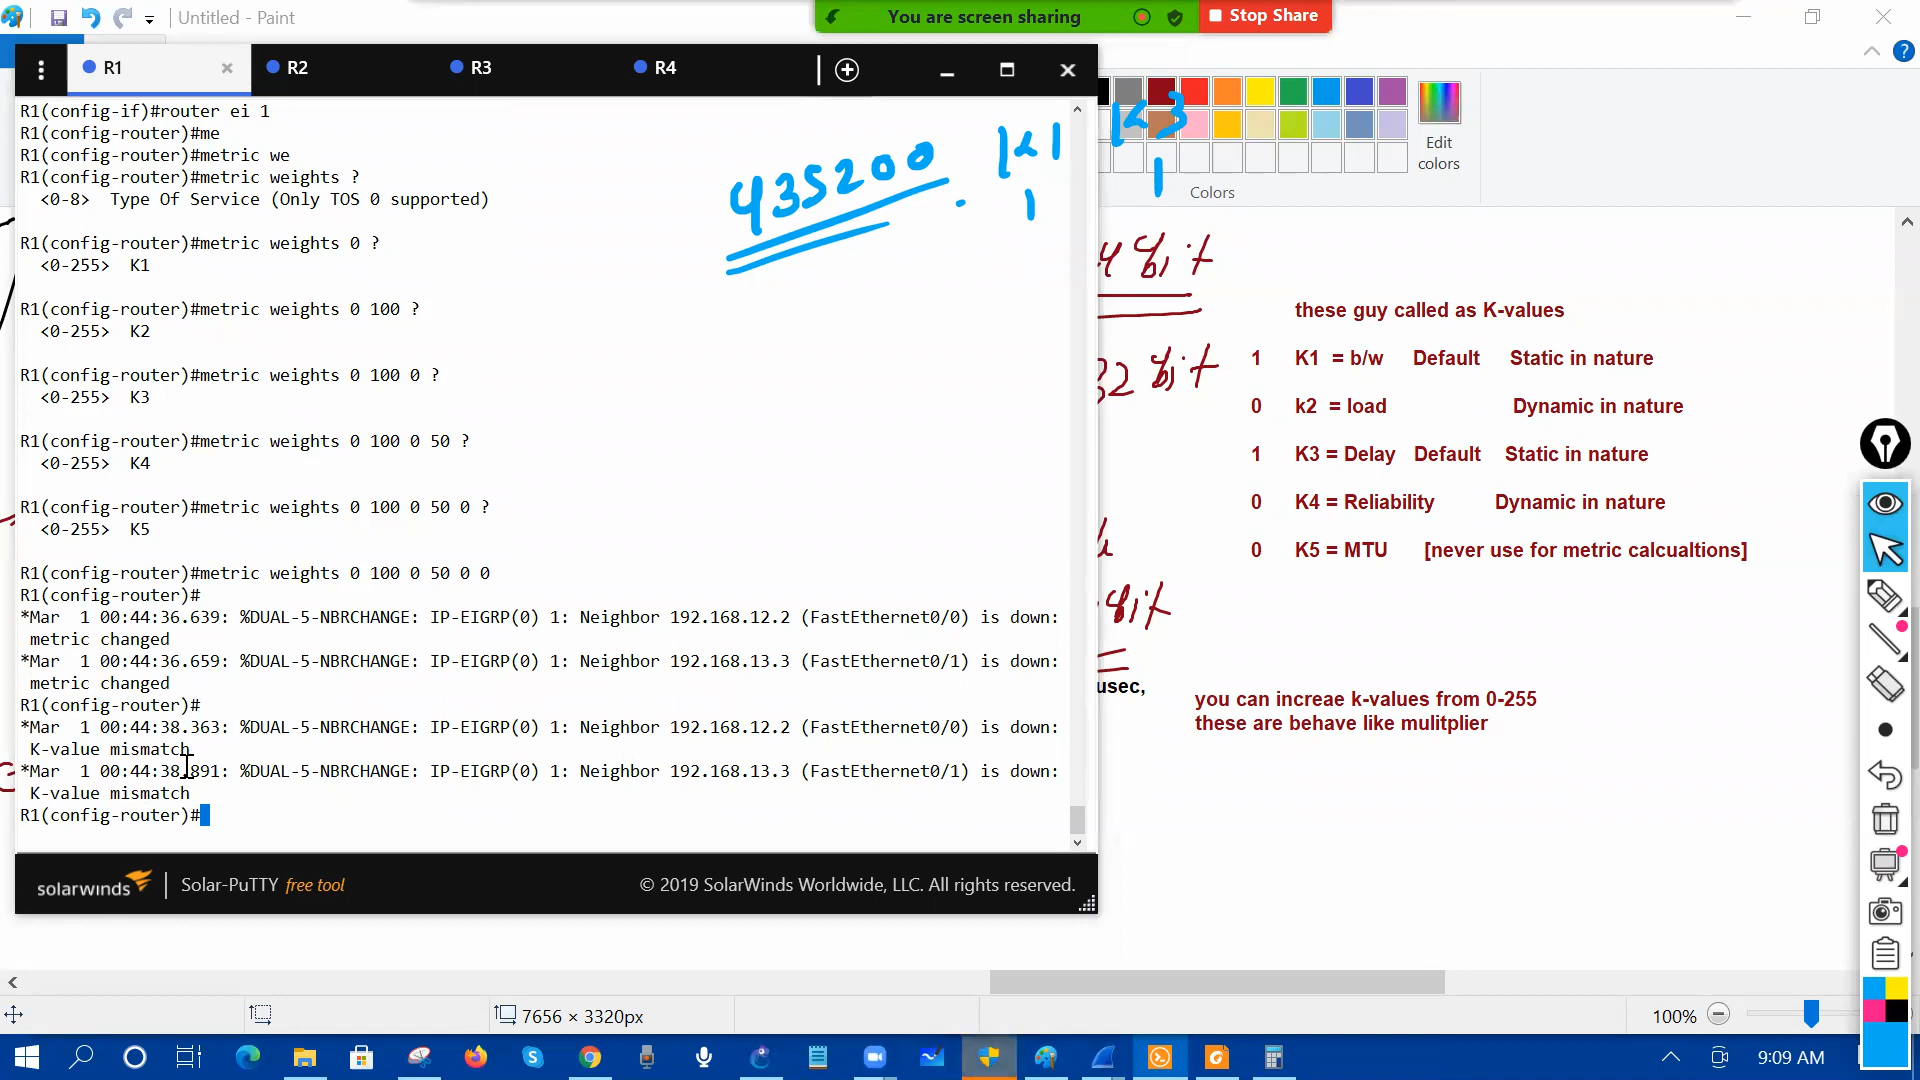 Untitled - Paint
You are screen sharing
Stop Share
R1
R2
R3
R4
R1(config-if)#router ei 1
R1(config-router)#me
R1(config-router)#metric we
R1(config-router)#metric weights ?
<0-8>  Type Of Service (Only TOS 0 supported)
R1(config-router)#metric weights 0 ?
<0-255>  K1
R1(config-router)#metric weights 0 100 ?
<0-255>  K2
R1(config-router)#metric weights 0 100 0 ?
<0-255>  K3
R1(config-router)#metric weights 0 100 0 50 ?
<0-255>  K4
R1(config-router)#metric weights 0 100 0 50 0 ?
<0-255>  K5
R1(config-router)#metric weights 0 100 0 50 0 0
R1(config-router)#
*Mar  1 00:44:36.639: %DUAL-5-NBRCHANGE: IP-EIGRP(0) 1: Neighbor 192.168.12.2 (FastEthernet0/0) is down:
metric changed
*Mar  1 00:44:36.659: %DUAL-5-NBRCHANGE: IP-EIGRP(0) 1: Neighbor 192.168.13.3 (FastEthernet0/1) is down:
metric changed
R1(config-router)#
*Mar  1 00:44:38.363: %DUAL-5-NBRCHANGE: IP-EIGRP(0) 1: Neighbor 192.168.12.2 (FastEthernet0/0) is down:
K-value mismatch
*Mar  1 00:44:38.891: %DUAL-5-NBRCHANGE: IP-EIGRP(0) 1: Neighbor 192.168.13.3 (FastEthernet0/1) is down:
K-value mismatch
R1(config-router)#
435200
K1
1
K3
1
solarwinds
Solar-PuTTY free tool
© 2019 SolarWinds Worldwide, LLC. All rights reserved.
Edit
colors
Colors
4 bit
32 bit
bit
usec,
these guy called as K-values
1 K1 = b/w Default Static in nature
0 k2 = load Dynamic in nature
1 K3 = Delay Default Static in nature
0 K4 = Reliability Dynamic in nature
0 K5 = MTU [never use for metric calcualtions]
you can increae k-values from 0-255
these are behave like mulitplier
7656 × 3320px
100%
9:09 AM